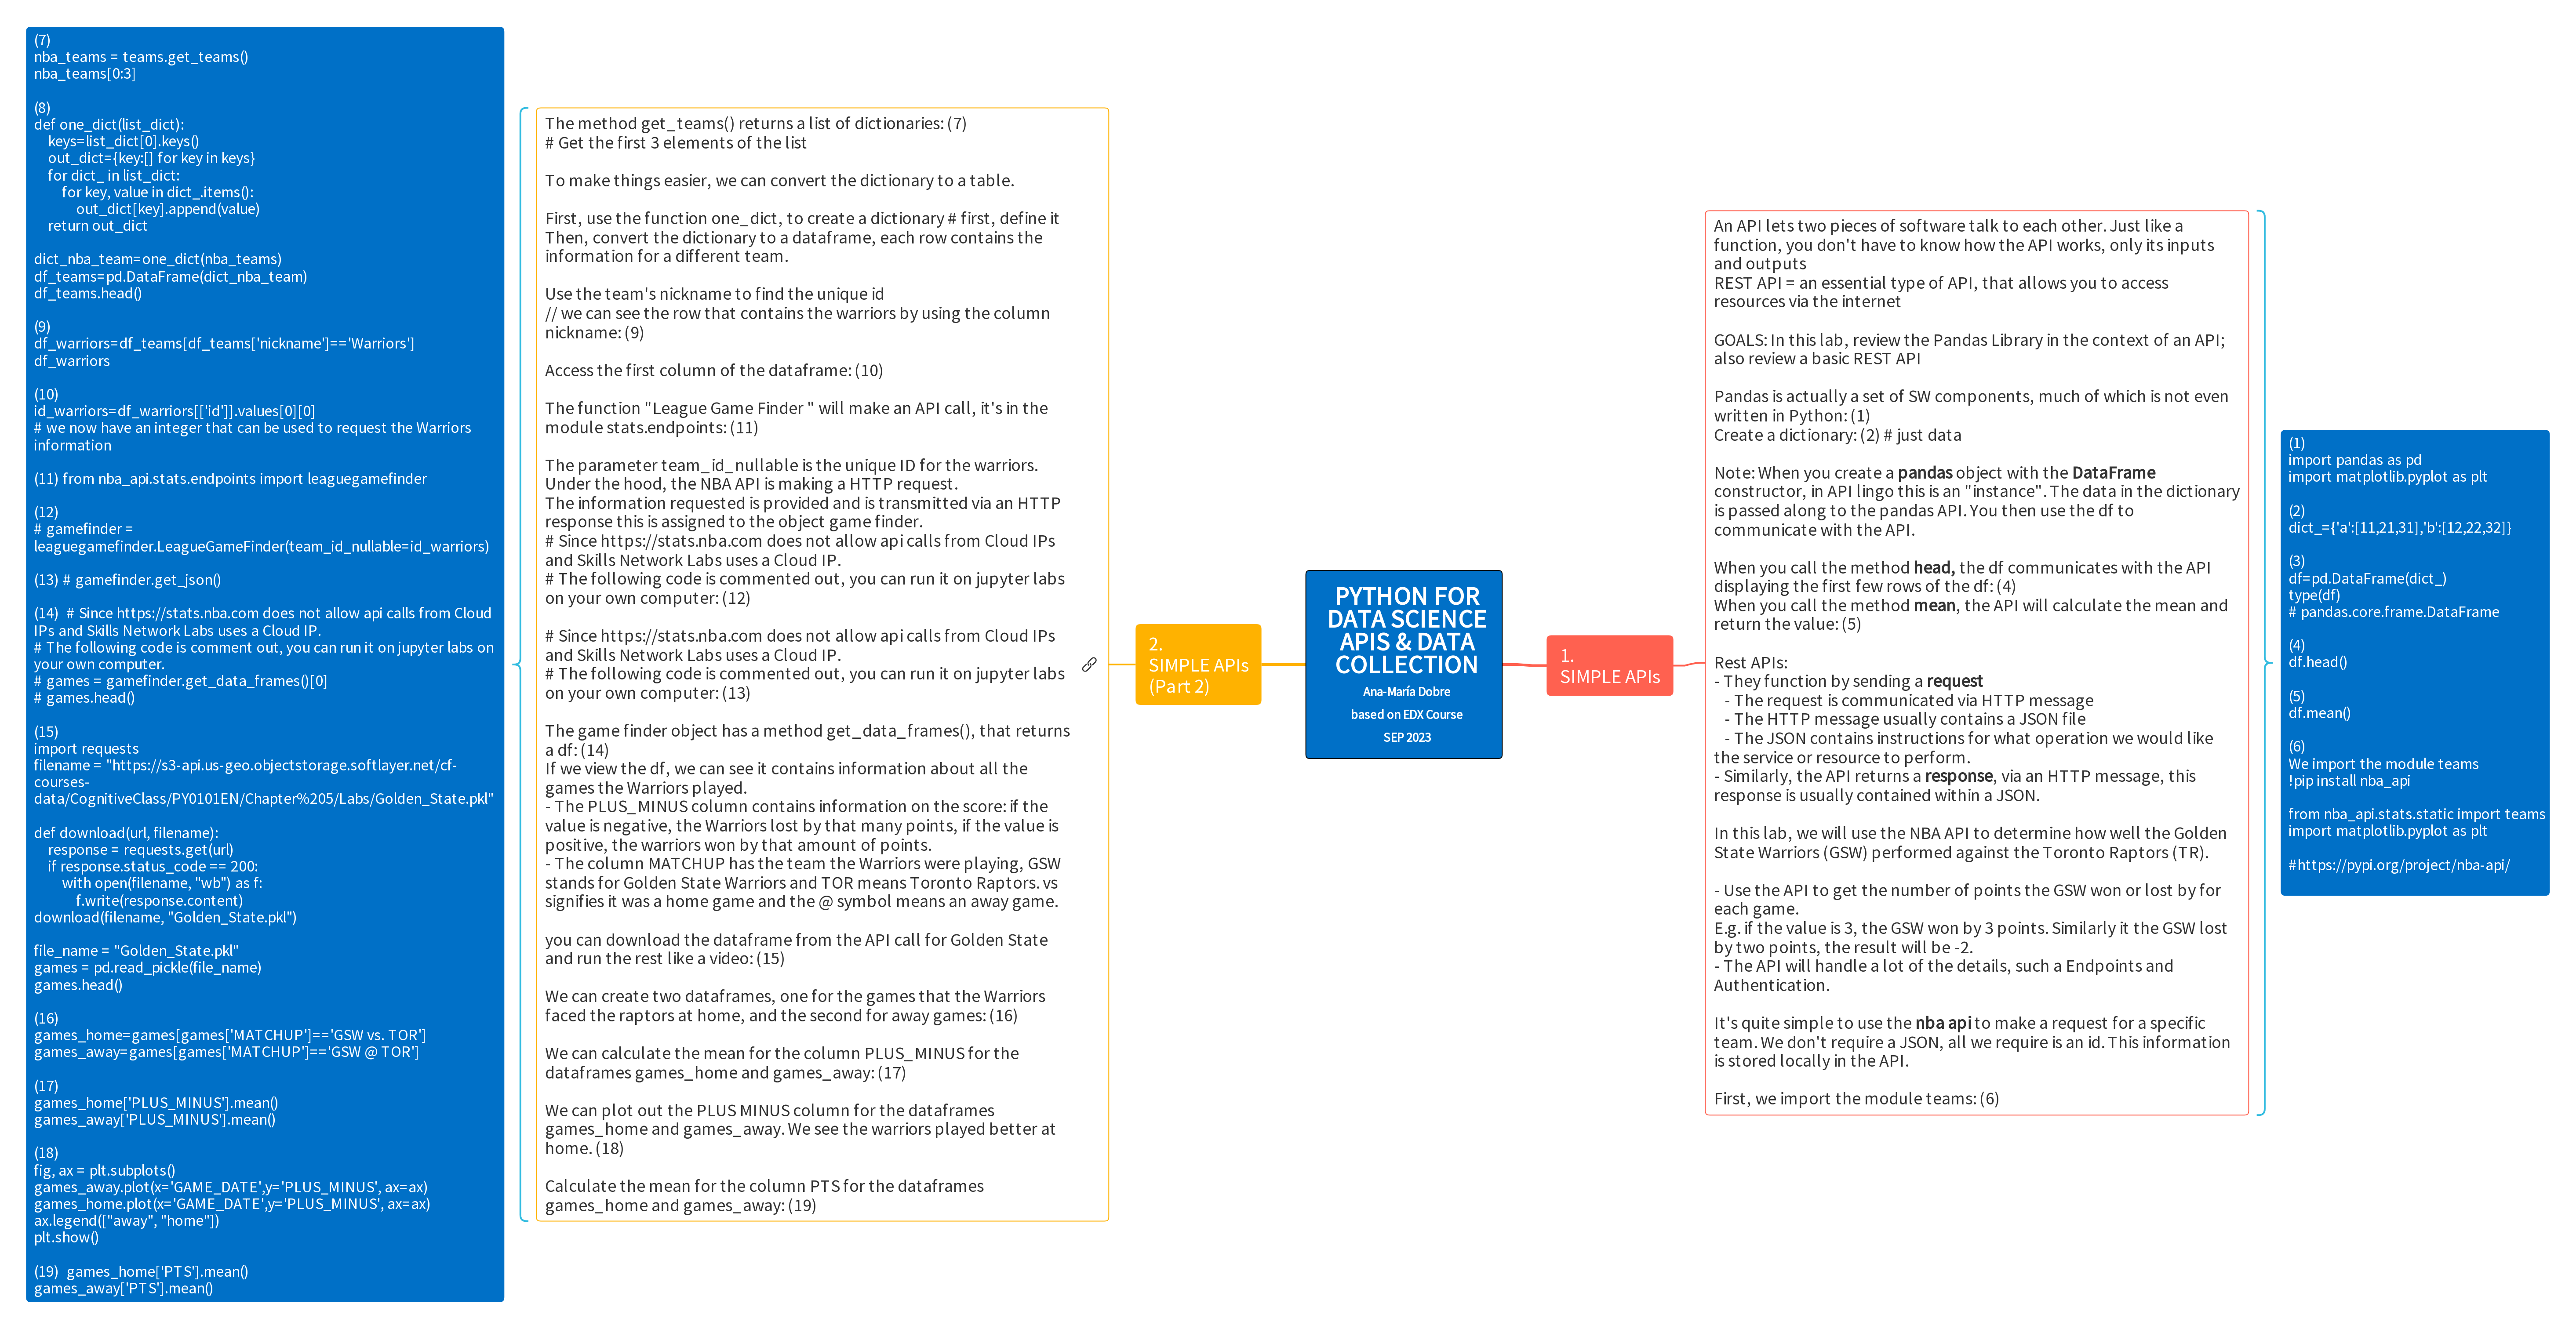 PYTHON FOR
DATA SCIENCE
APIS & DATA
COLLECTION
Ana-María Dobre
based on EDX Course
SEP 2023
1.
SIMPLE APIs
An API lets two pieces of software talk to each other. Just like a
function, you don't have to know how the API works, only its inputs
and outputs
REST API = an essential type of API, that allows you to access
resources via the internet
GOALS: In this lab, review the Pandas Library in the context of an API;
also review a basic REST API
Pandas is actually a set of SW components, much of which is not even
written in Python: (1)
Create a dictionary: (2) # just data
Note: When you create a pandas object with the DataFrame
constructor, in API lingo this is an "instance". The data in the dictionary
is passed along to the pandas API. You then use the df to
communicate with the API.
When you call the method head, the df communicates with the API
displaying the first few rows of the df: (4)
When you call the method mean, the API will calculate the mean and
return the value: (5)
Rest APIs:
- They function by sending a request
- The request is communicated via HTTP message
- The HTTP message usually contains a JSON file
- The JSON contains instructions for what operation we would like
the service or resource to perform.
- Similarly, the API returns a response, via an HTTP message, this
response is usually contained within a JSON.
In this lab, we will use the NBA API to determine how well the Golden
State Warriors (GSW) performed against the Toronto Raptors (TR).
- Use the API to get the number of points the GSW won or lost by for
each game.
E.g. if the value is 3, the GSW won by 3 points. Similarly it the GSW lost
by two points, the result will be -2.
- The API will handle a lot of the details, such a Endpoints and
Authentication.
It's quite simple to use the nba api to make a request for a specific
team. We don't require a JSON, all we require is an id. This information
is stored locally in the API.
First, we import the module teams: (6)
(1)
import pandas as pd
import matplotlib.pyplot as plt
(2)
dict_={'a':[11,21,31],'b':[12,22,32]}
(3)
df=pd.DataFrame(dict_)
type(df)
# pandas.core.frame.DataFrame
(4)
df.head()
(5)
df.mean()
(6)
We import the module teams
!pip install nba_api
from nba_api.stats.static import teams
import matplotlib.pyplot as plt
#https://pypi.org/project/nba-api/
2.
SIMPLE APIs
(Part 2)
The method get_teams() returns a list of dictionaries: (7)
# Get the first 3 elements of the list
To make things easier, we can convert the dictionary to a table.
First, use the function one_dict, to create a dictionary # first, define it
Then, convert the dictionary to a dataframe, each row contains the
information for a different team.
Use the team's nickname to find the unique id
// we can see the row that contains the warriors by using the column
nickname: (9)
Access the first column of the dataframe: (10)
The function "League Game Finder " will make an API call, it's in the
module stats.endpoints: (11)
The parameter team_id_nullable is the unique ID for the warriors.
Under the hood, the NBA API is making a HTTP request.
The information requested is provided and is transmitted via an HTTP
response this is assigned to the object game finder.
# Since https://stats.nba.com does not allow api calls from Cloud IPs
and Skills Network Labs uses a Cloud IP.
# The following code is commented out, you can run it on jupyter labs
on your own computer: (12)
# Since https://stats.nba.com does not allow api calls from Cloud IPs
and Skills Network Labs uses a Cloud IP.
# The following code is commented out, you can run it on jupyter labs
on your own computer: (13)
The game finder object has a method get_data_frames(), that returns
a df: (14)
If we view the df, we can see it contains information about all the
games the Warriors played.
- The PLUS_MINUS column contains information on the score: if the
value is negative, the Warriors lost by that many points, if the value is
positive, the warriors won by that amount of points.
- The column MATCHUP has the team the Warriors were playing, GSW
stands for Golden State Warriors and TOR means Toronto Raptors. vs
signifies it was a home game and the @ symbol means an away game.
you can download the dataframe from the API call for Golden State
and run the rest like a video: (15)
We can create two dataframes, one for the games that the Warriors
faced the raptors at home, and the second for away games: (16)
We can calculate the mean for the column PLUS_MINUS for the
dataframes games_home and games_away: (17)
We can plot out the PLUS MINUS column for the dataframes
games_home and games_away. We see the warriors played better at
home. (18)
Calculate the mean for the column PTS for the dataframes
games_home and games_away: (19)
(7)
nba_teams = teams.get_teams()
nba_teams[0:3]
(8)
def one_dict(list_dict):
keys=list_dict[0].keys()
out_dict={key:[] for key in keys}
for dict_ in list_dict:
for key, value in dict_.items():
out_dict[key].append(value)
return out_dict
dict_nba_team=one_dict(nba_teams)
df_teams=pd.DataFrame(dict_nba_team)
df_teams.head()
(9)
df_warriors=df_teams[df_teams['nickname']=='Warriors']
df_warriors
(10)
id_warriors=df_warriors[['id']].values[0][0]
# we now have an integer that can be used to request the Warriors
information
(11) from nba_api.stats.endpoints import leaguegamefinder
(12)
# gamefinder =
leaguegamefinder.LeagueGameFinder(team_id_nullable=id_warriors)
(13) # gamefinder.get_json()
(14) # Since https://stats.nba.com does not allow api calls from Cloud
IPs and Skills Network Labs uses a Cloud IP.
# The following code is comment out, you can run it on jupyter labs on
your own computer.
# games = gamefinder.get_data_frames()[0]
# games.head()
(15)
import requests
filename = "https://s3-api.us-geo.objectstorage.softlayer.net/cf-
courses-
data/CognitiveClass/PY0101EN/Chapter%205/Labs/Golden_State.pkl"
def download(url, filename):
response = requests.get(url)
if response.status_code == 200:
with open(filename, "wb") as f:
f.write(response.content)
download(filename, "Golden_State.pkl")
file_name = "Golden_State.pkl"
games = pd.read_pickle(file_name)
games.head()
(16)
games_home=games[games['MATCHUP']=='GSW vs. TOR']
games_away=games[games['MATCHUP']=='GSW @ TOR']
(17)
games_home['PLUS_MINUS'].mean()
games_away['PLUS_MINUS'].mean()
(18)
fig, ax = plt.subplots()
games_away.plot(x='GAME_DATE',y='PLUS_MINUS', ax=ax)
games_home.plot(x='GAME_DATE',y='PLUS_MINUS', ax=ax)
ax.legend(["away", "home"])
plt.show()
(19) games_home['PTS'].mean()
games_away['PTS'].mean()